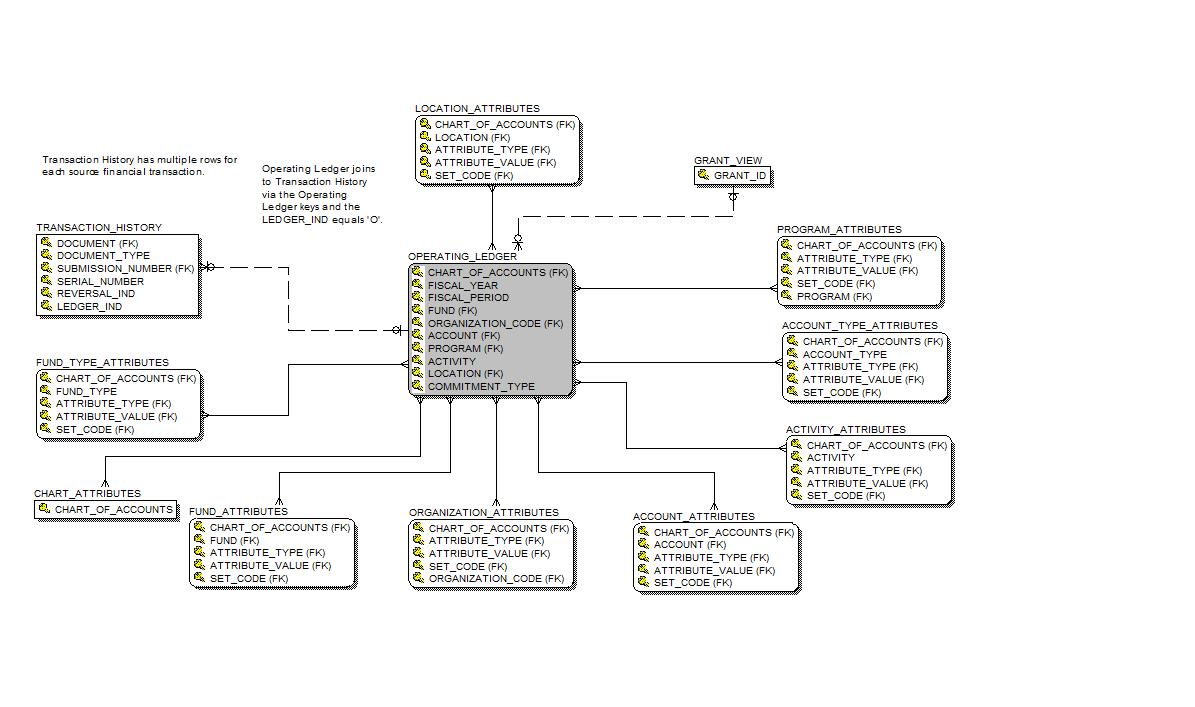 LOCATION_ATTRIBUTES
CHART_OF_ACCOUNTS (FK)
LOCATION (FK)
ATTRIBUTE_TYPE (FK)
ATTRIBUTE_VALUE (FK)
SET_CODE (FK)
Transaction History has multiple rows for
each source financial transaction.
Operating Ledger joins
to Transaction History
via the Operating
Ledger keys and the
LEDGER_IND equals 'O'.
GRANT_VIEW
GRANT_ID
TRANSACTION_HISTORY
DOCUMENT (FK)
DOCUMENT_TYPE
SUBMISSION_NUMBER (FK)
SERIAL_NUMBER
REVERSAL_IND
LEDGER_IND
OPERATING_LEDGER
CHART_OF_ACCOUNTS (FK)
FISCAL_YEAR
FISCAL_PERIOD
FUND (FK)
ORGANIZATION_CODE (FK)
ACCOUNT (FK)
PROGRAM (FK)
ACTIVITY
LOCATION (FK)
COMMITMENT_TYPE
PROGRAM_ATTRIBUTES
CHART_OF_ACCOUNTS (FK)
ATTRIBUTE_TYPE (FK)
ATTRIBUTE_VALUE (FK)
SET_CODE (FK)
PROGRAM (FK)
ACCOUNT_TYPE_ATTRIBUTES
CHART_OF_ACCOUNTS (FK)
ACCOUNT_TYPE
ATTRIBUTE_TYPE (FK)
ATTRIBUTE_VALUE (FK)
SET_CODE (FK)
FUND_TYPE_ATTRIBUTES
CHART_OF_ACCOUNTS (FK)
FUND_TYPE
ATTRIBUTE_TYPE (FK)
ATTRIBUTE_VALUE (FK)
SET_CODE (FK)
ACTIVITY_ATTRIBUTES
CHART_OF_ACCOUNTS (FK)
ACTIVITY
ATTRIBUTE_TYPE (FK)
ATTRIBUTE_VALUE (FK)
SET_CODE (FK)
CHART_ATTRIBUTES
CHART_OF_ACCOUNTS
FUND_ATTRIBUTES
CHART_OF_ACCOUNTS (FK)
FUND (FK)
ATTRIBUTE_TYPE (FK)
ATTRIBUTE_VALUE (FK)
SET_CODE (FK)
ORGANIZATION_ATTRIBUTES
CHART_OF_ACCOUNTS (FK)
ATTRIBUTE_TYPE (FK)
ATTRIBUTE_VALUE (FK)
SET_CODE (FK)
ORGANIZATION_CODE (FK)
ACCOUNT_ATTRIBUTES
CHART_OF_ACCOUNTS (FK)
ACCOUNT (FK)
ATTRIBUTE_TYPE (FK)
ATTRIBUTE_VALUE (FK)
SET_CODE (FK)